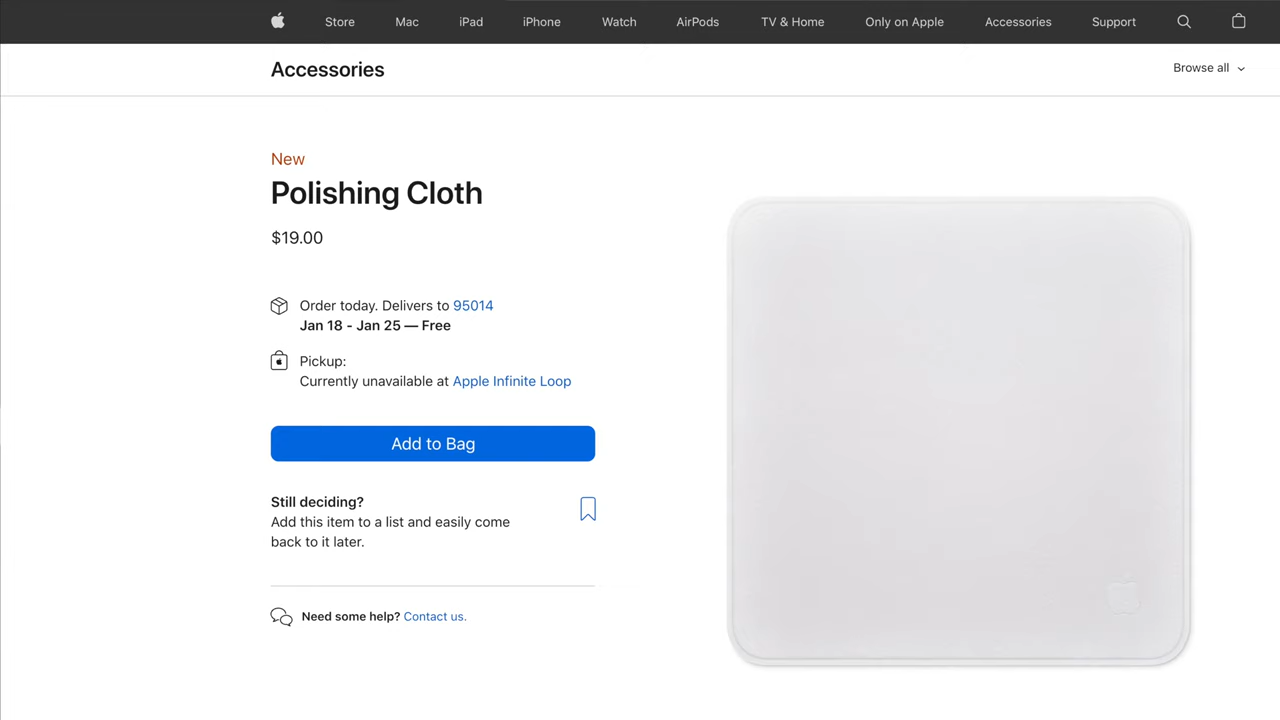 Store Mac iPad iPhone Watch AirPods TV & Home Only on Apple Accessories Support
Accessories
Browse all
New
Polishing Cloth
$19.00
Order today. Delivers to 95014
Jan 18 - Jan 25 — Free
Pickup:
Currently unavailable at Apple Infinite Loop
Add to Bag
Still deciding?
Add this item to a list and easily come
back to it later.
Need some help? Contact us.